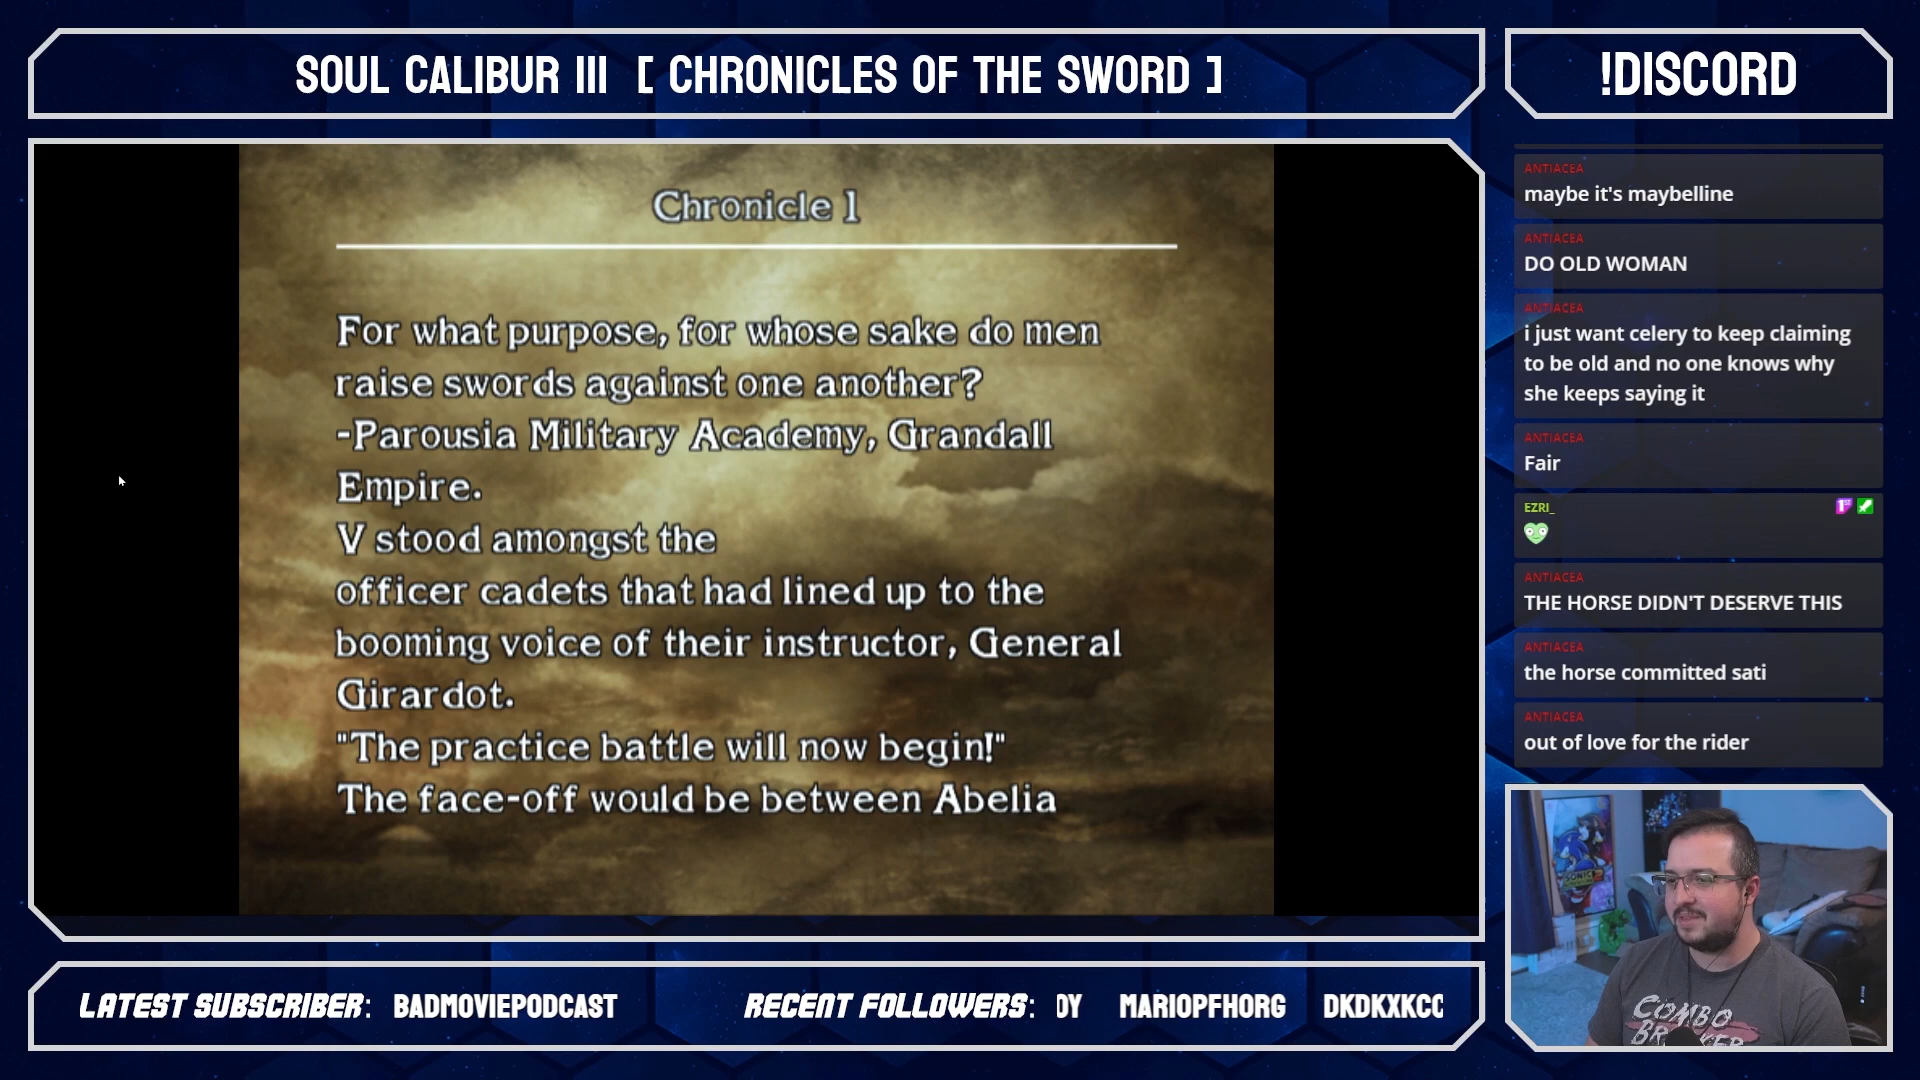 SOUL CALIBUR III [ CHRONICLES OF THE SWORD ]
!DISCORD
Chronicle 1
For what purpose, for whose sake do men
raise swords against one another?
-Parousia Military Academy, Grandall
Empire.
V stood amongst the
officer cadets that had lined up to the
booming voice of their instructor, General
Girardot.
"The practice battle will now begin!"
The face-off would be between Abelia
ANTIACEA
maybe it's maybelline
ANTIACEA
DO OLD WOMAN
ANTIACEA
i just want celery to keep claiming
to be old and no one knows why
she keeps saying it
ANTIACEA
Fair
EZRI_
ANTIACEA
THE HORSE DIDN'T DESERVE THIS
ANTIACEA
the horse committed sati
ANTIACEA
out of love for the rider
SONIC
COMBO
BREAKER
LATEST SUBSCRIBER: BADMOVIEPODCAST
RECENT FOLLOWERS: DY MARIOPFHORG DKDKXKCC